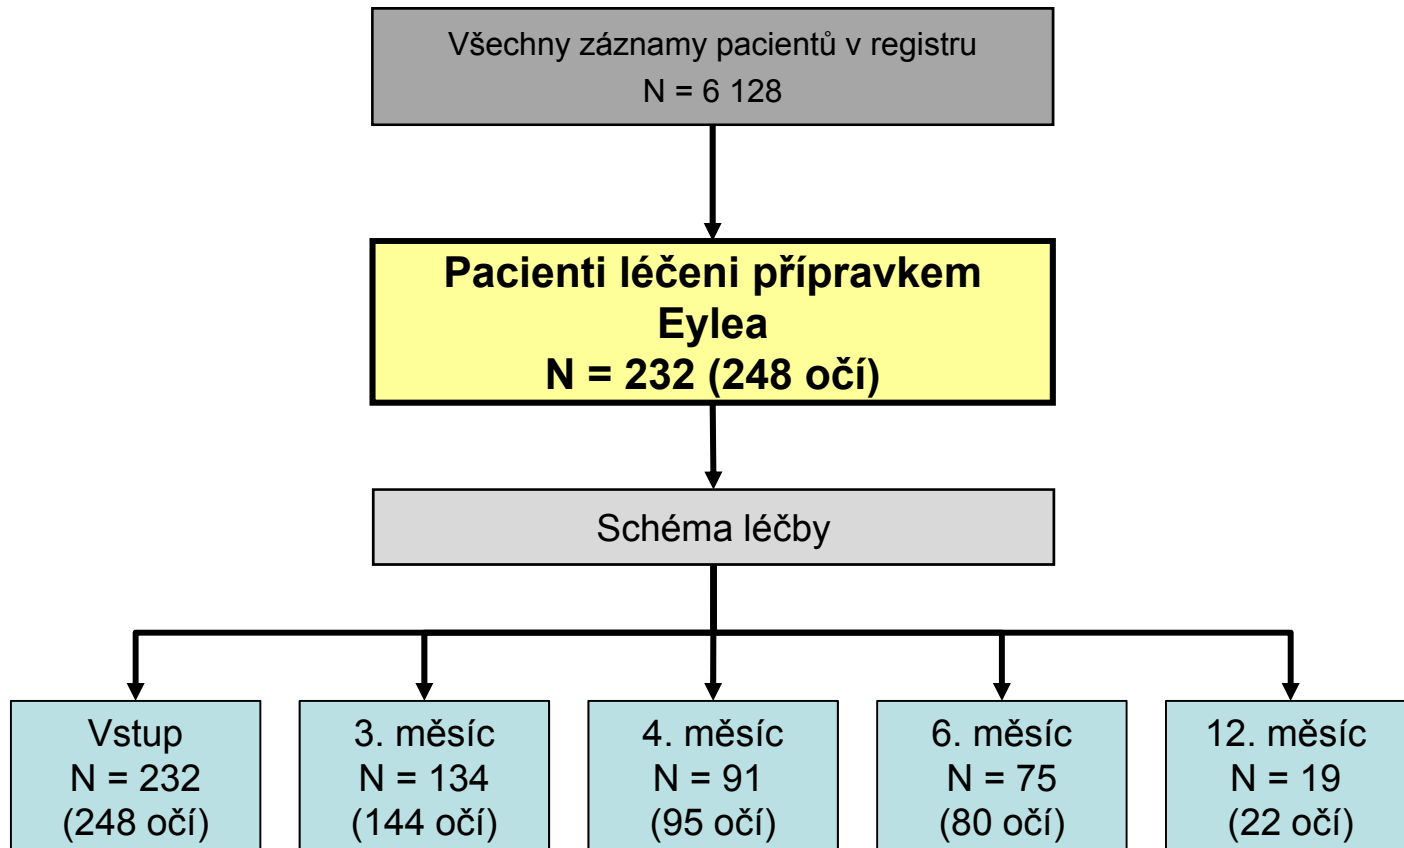 Všechny záznamy pacientů v registru
N = 6 128
Pacienti léčeni přípravkem
Eylea
N = 232 (248 očí)
Schéma léčby
Vstup
N = 232
(248 očí)
3. měsíc
N = 134
(144 očí)
4. měsíc
N = 91
(95 očí)
6. měsíc
N = 75
(80 očí)
12. měsíc
N = 19
(22 očí)